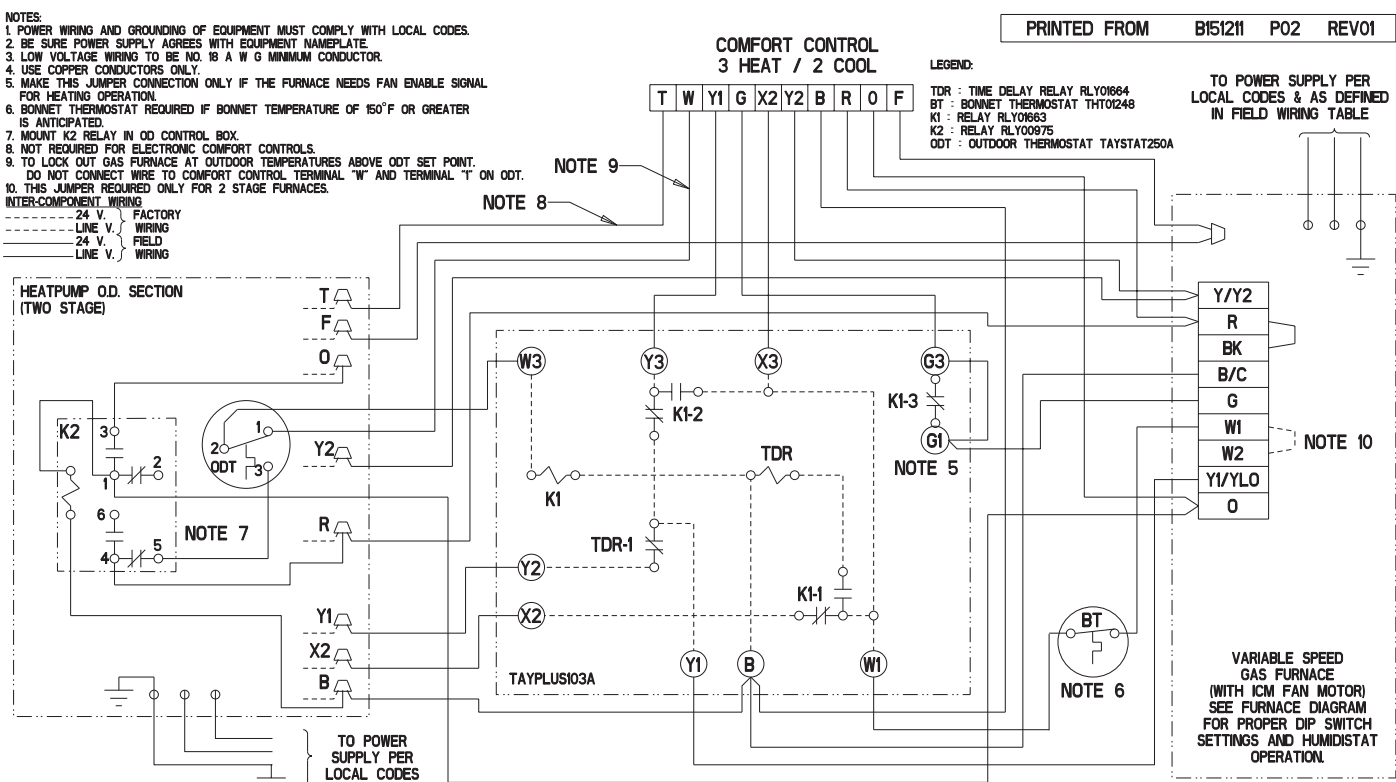 NOTES:
1. POWER WIRING AND GROUNDING OF EQUIPMENT MUST COMPLY WITH LOCAL CODES.
2. BE SURE POWER SUPPLY AGREES WITH EQUIPMENT NAMEPLATE.
3. LOW VOLTAGE WIRING TO BE NO. 18 A W G MINIMUM CONDUCTOR.
4. USE COPPER CONDUCTORS ONLY.
5. MAKE THIS JUMPER CONNECTION ONLY IF THE FURNACE NEEDS FAN ENABLE SIGNAL
FOR HEATING OPERATION.
6. BONNET THERMOSTAT REQUIRED IF BONNET TEMPERATURE OF 150°F OR GREATER
IS ANTICIPATED.
7. MOUNT K2 RELAY IN OD CONTROL BOX.
8. NOT REQUIRED FOR ELECTRONIC COMFORT CONTROLS.
9. TO LOCK OUT GAS FURNACE AT OUTDOOR TEMPERATURES ABOVE ODT SET POINT.
DO NOT CONNECT WIRE TO COMFORT CONTROL TERMINAL "W" AND TERMINAL "1" ON ODT.
10. THIS JUMPER REQUIRED ONLY FOR 2 STAGE FURNACES.
INTER-COMPONENT WIRING
24 V. FACTORY
LINE V. WIRING
24 V. FIELD
LINE V. WIRING
PRINTED FROM B151211 P02 REV01
COMFORT CONTROL
3 HEAT / 2 COOL
T W Y1 G X2 Y2 B R O F
LEGEND:
TDR : TIME DELAY RELAY RLY01664
BT : BONNET THERMOSTAT THT01248
K1 : RELAY RLY01663
K2 : RELAY RLY00975
ODT : OUTDOOR THERMOSTAT TAYSTAT250A
TO POWER SUPPLY PER
LOCAL CODES & AS DEFINED
IN FIELD WIRING TABLE
NOTE 9
NOTE 8
HEATPUMP O.D. SECTION
(TWO STAGE)
T
F
O
Y2
R
Y1
X2
B
K2
3
2
1
6
5
4
NOTE 7
1
2
3
ODT
W3
Y3
X3
G3
K1-2
K1-3
G1
NOTE 5
K1
TDR
TDR-1
Y2
X2
K1-1
Y1
B
W1
TAYPLUS103A
Y/Y2
R
BK
B/C
G
W1
W2
Y1/YLO
O
NOTE 10
BT
NOTE 6
VARIABLE SPEED
GAS FURNACE
(WITH ICM FAN MOTOR)
SEE FURNACE DIAGRAM
FOR PROPER DIP SWITCH
SETTINGS AND HUMIDISTAT
OPERATION.
TO POWER
SUPPLY PER
LOCAL CODES